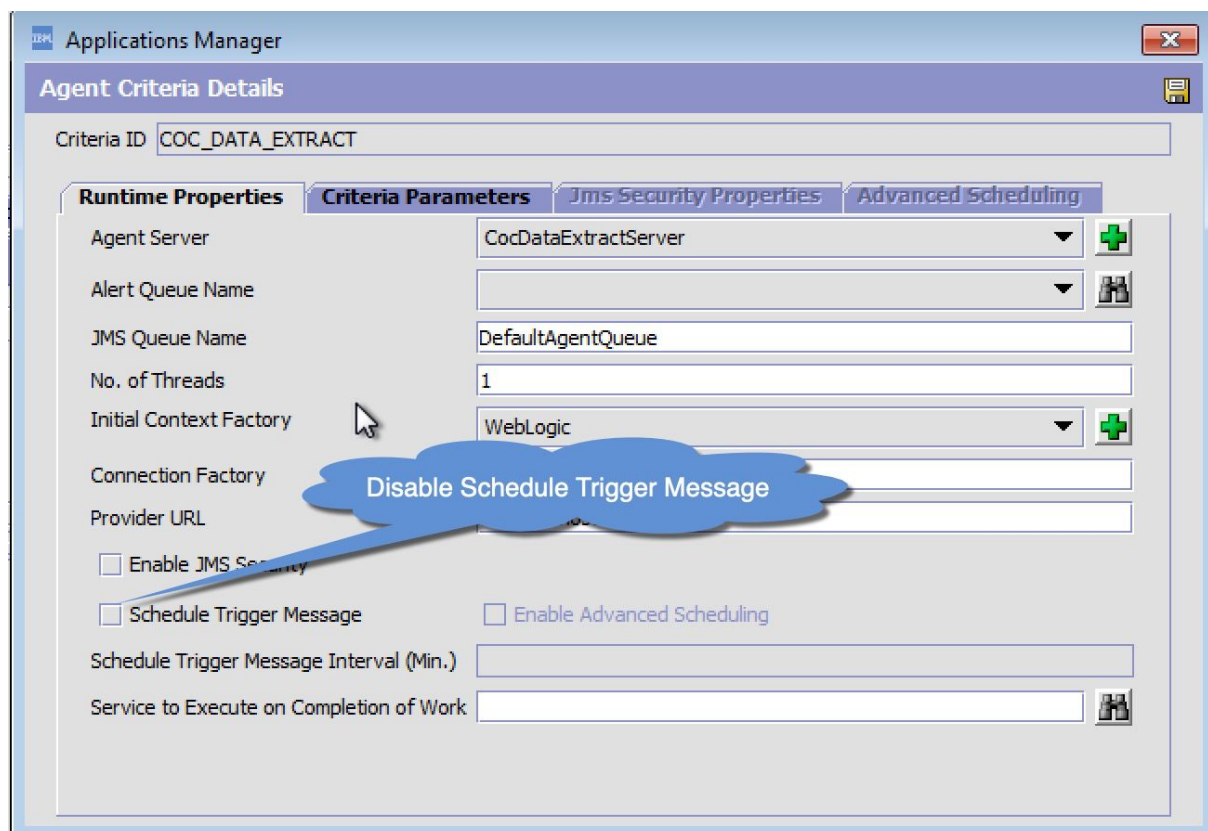 IBM Applications Manager
Agent Criteria Details
Criteria ID COC_DATA_EXTRACT
Runtime Properties Criteria Parameters Jms Security Properties Advanced Scheduling
Agent Server CocDataExtractServer
Alert Queue Name
JMS Queue Name DefaultAgentQueue
No. of Threads 1
Initial Context Factory WebLogic
Connection Factory
Disable Schedule Trigger Message
Provider URL
Enable JMS Security
Schedule Trigger Message Enable Advanced Scheduling
Schedule Trigger Message Interval (Min.)
Service to Execute on Completion of Work